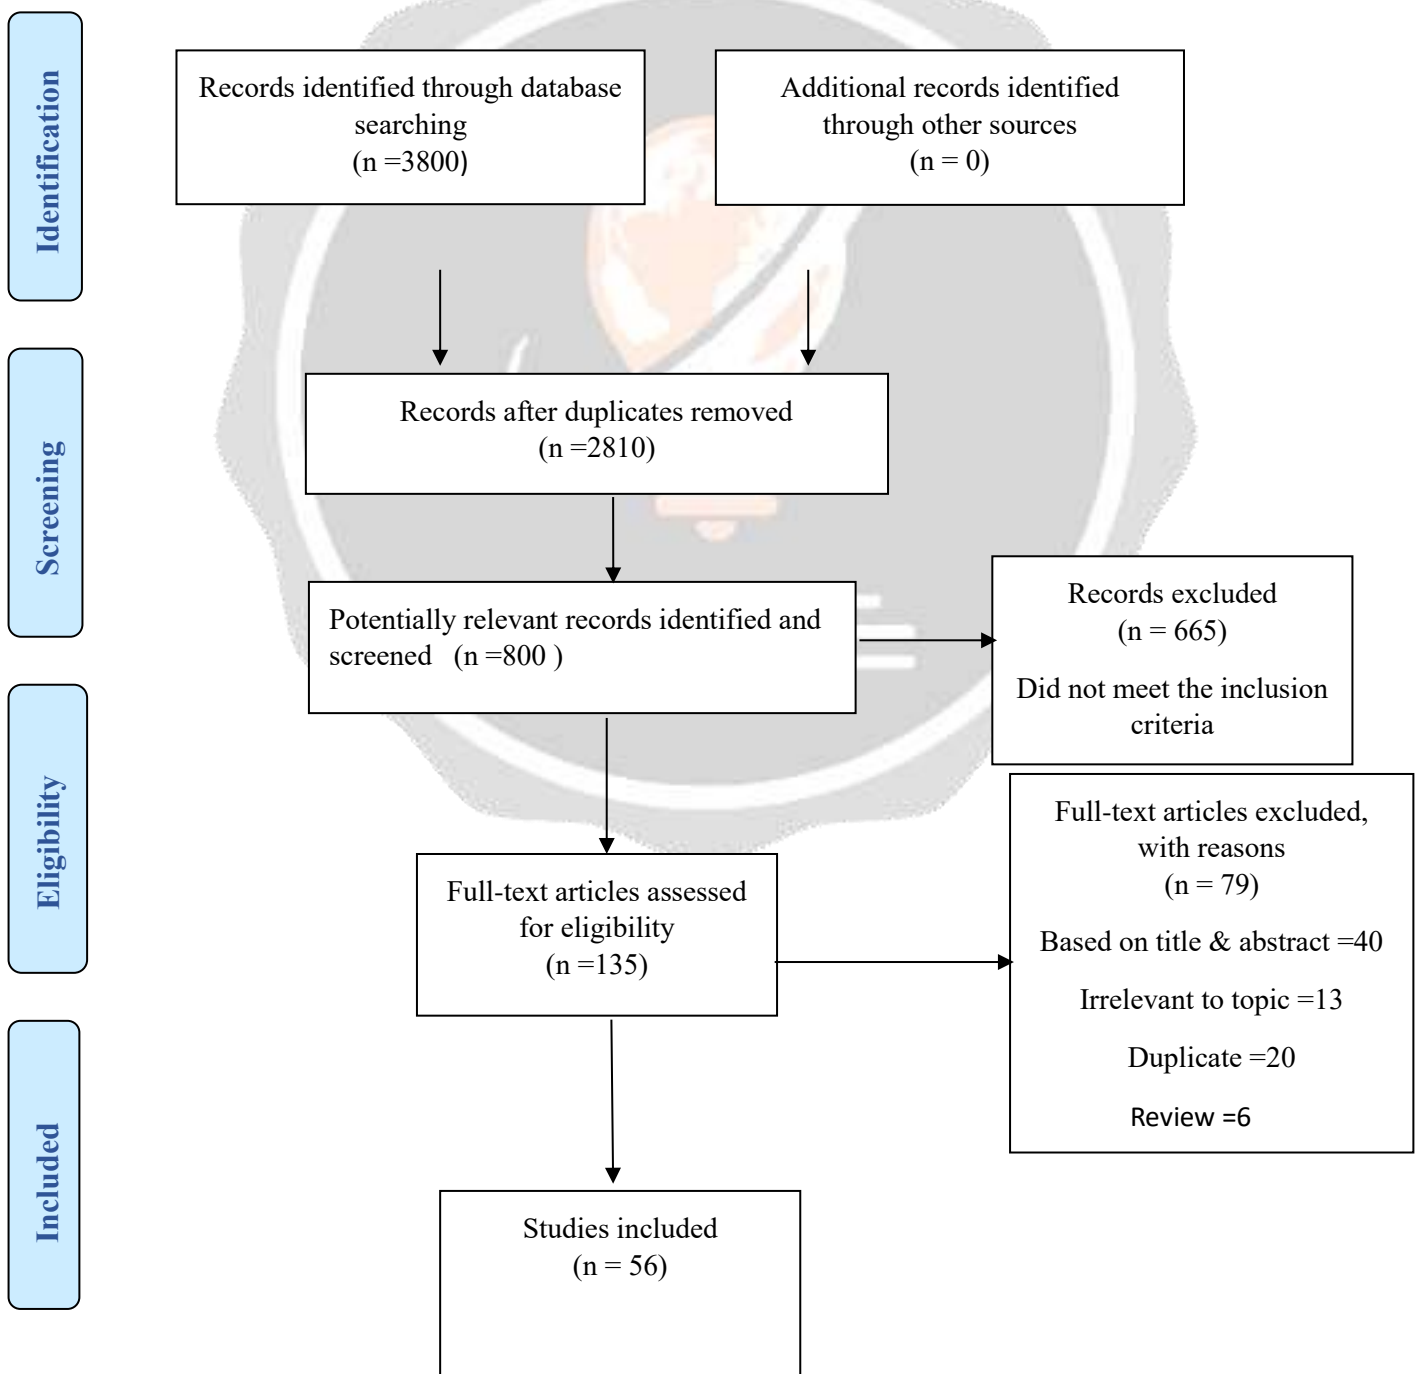 Identification
Records identified through database
searching
(n =3800)
Additional records identified
through other sources
(n = 0)
Screening
Records after duplicates removed
(n =2810)
Potentially relevant records identified and
screened (n =800 )
Records excluded
(n = 665)
Did not meet the inclusion
criteria
Eligibility
Full-text articles assessed
for eligibility
(n =135)
Full-text articles excluded,
with reasons
(n = 79)
Based on title & abstract =40
Irrelevant to topic =13
Duplicate =20
Review =6
Included
Studies included
(n = 56)